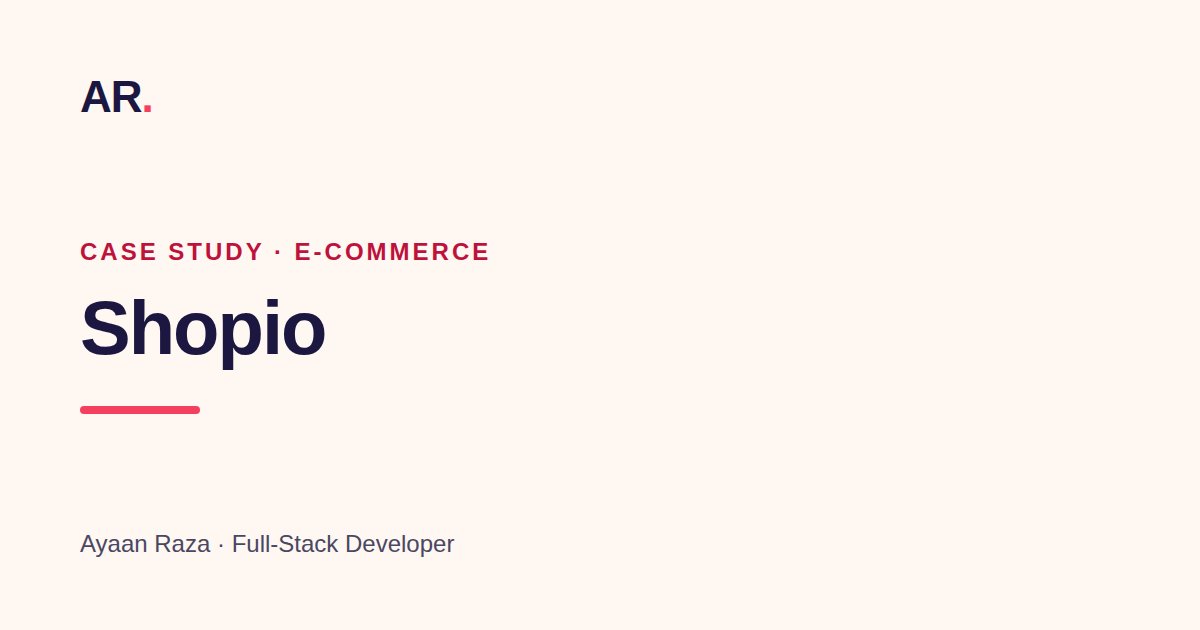 AR.
CASE STUDY · E-COMMERCE
Shopio
Ayaan Raza · Full-Stack Developer